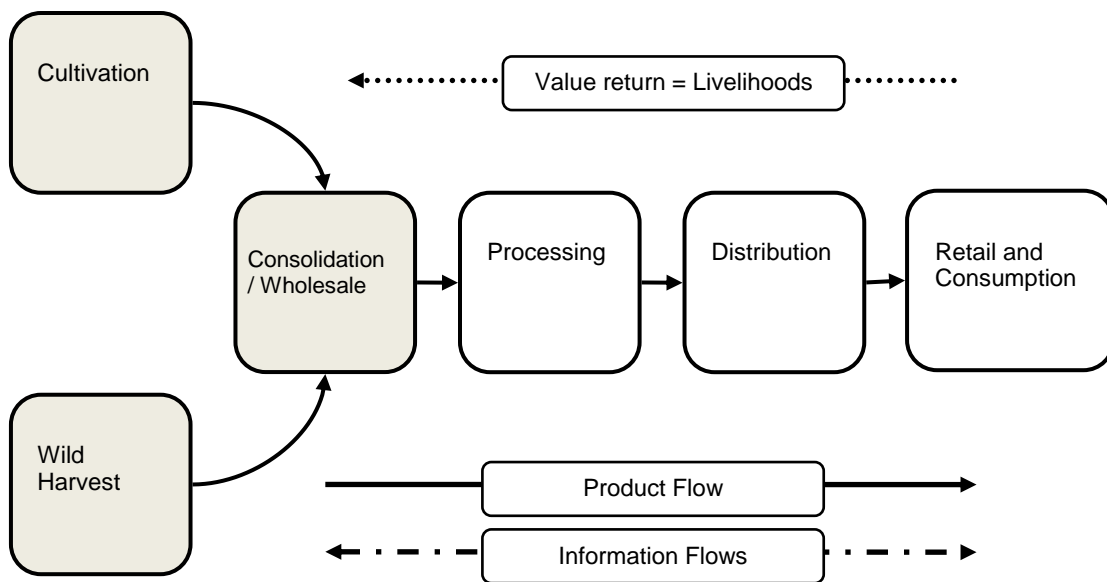 Cultivation
Value return = Livelihoods
Consolidation
/ Wholesale
Processing
Distribution
Retail and
Consumption
Wild
Harvest
Product Flow
Information Flows